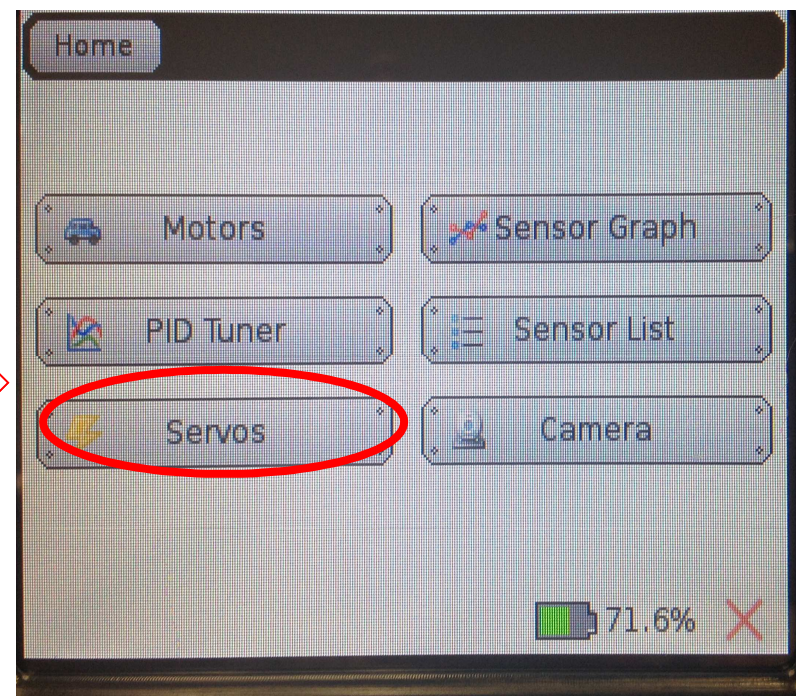 Home
Motors
Sensor Graph
PID Tuner
Sensor List
Servos
Camera
71.6%